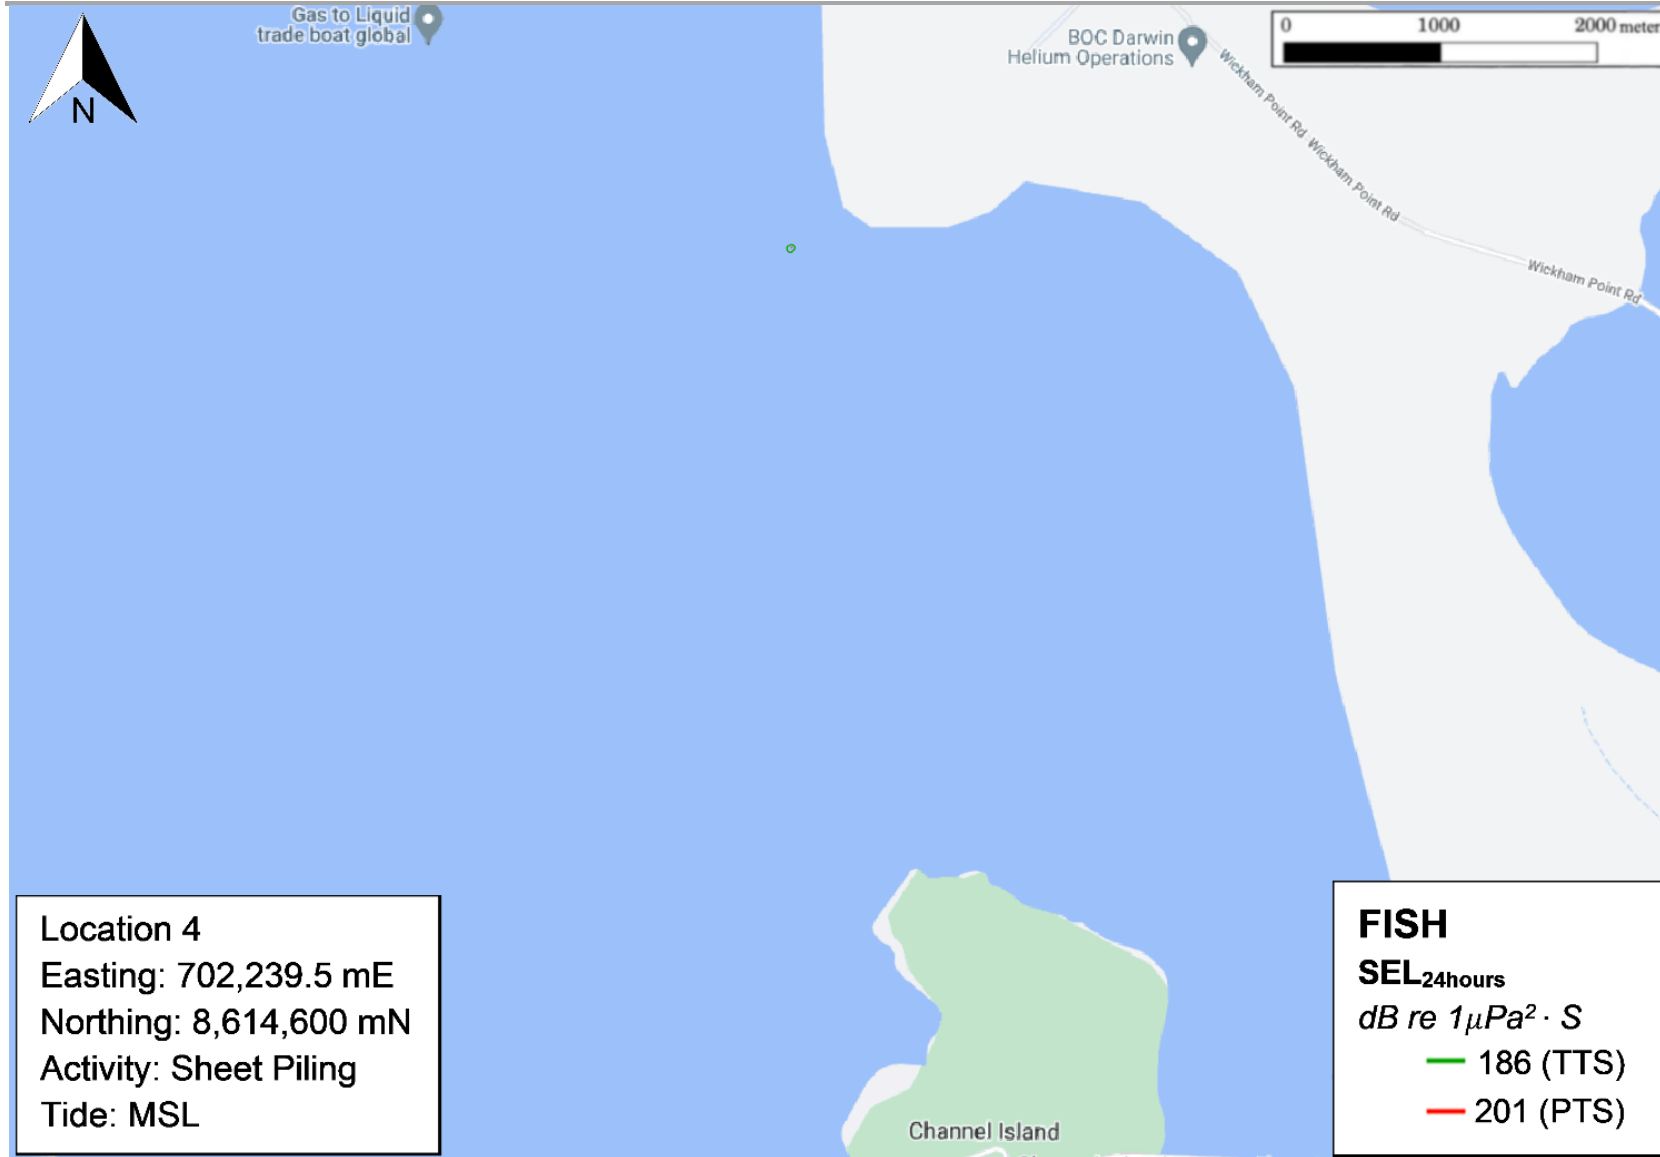 Gas to Liquid
trade boat global
N
BOC Darwin
Helium Operations
0 1000 2000 meter
Wickham Point Rd
Wickham Point Rd
Wickham Point Rd
Location 4
Easting: 702,239.5 mE
Northing: 8,614,600 mN
Activity: Sheet Piling
Tide: MSL
Channel Island
FISH
SEL24hours
dB re 1µPa² · S
186 (TTS)
201 (PTS)